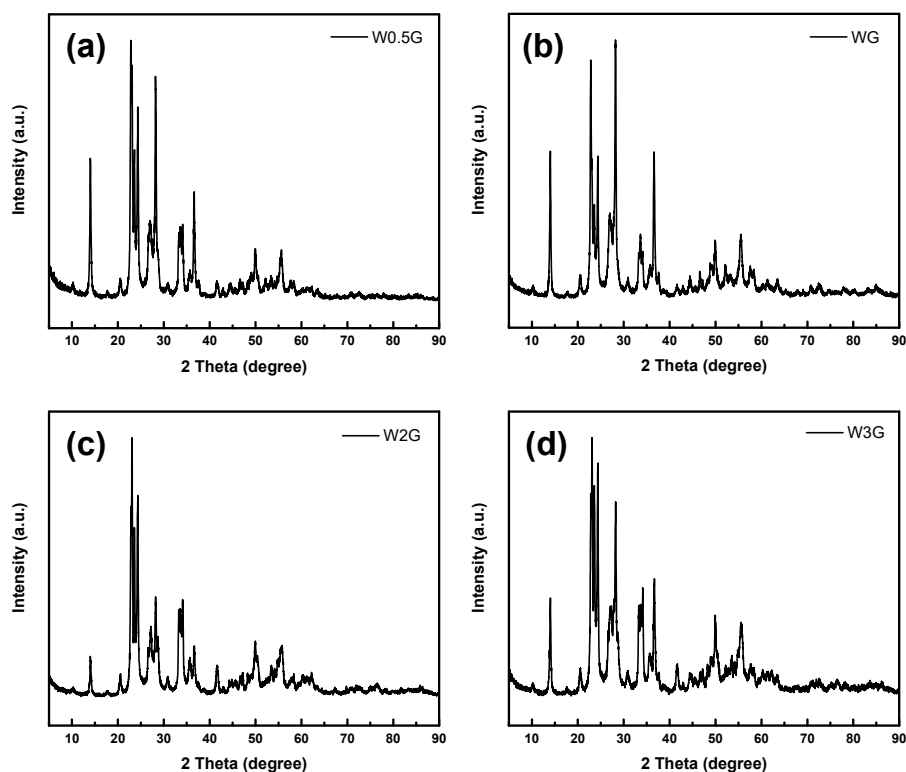 (a)
W0.5G
Intensity (a.u.)
10 20 30 40 50 60 70 80 90
2 Theta (degree)
(b)
WG
Intensity (a.u.)
10 20 30 40 50 60 70 80 90
2 Theta (degree)
(c)
W2G
Intensity (a.u.)
10 20 30 40 50 60 70 80 90
2 Theta (degree)
(d)
W3G
Intensity (a.u.)
10 20 30 40 50 60 70 80 90
2 Theta (degree)